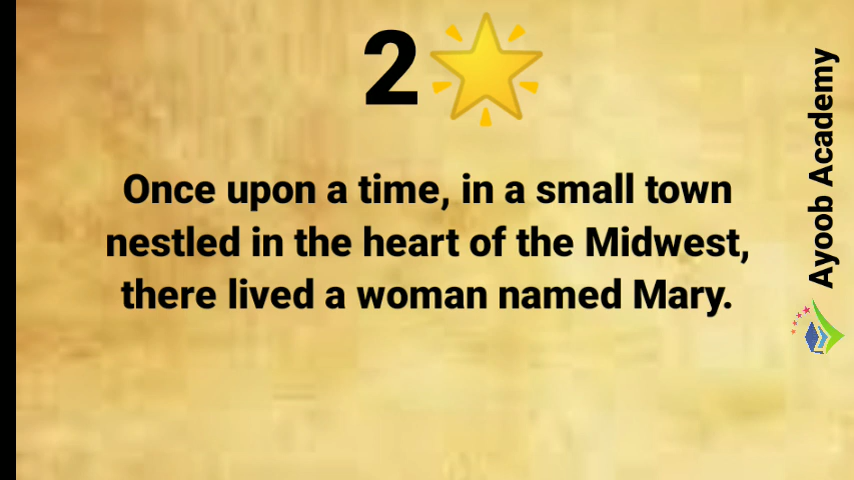 2🌟
Once upon a time, in a small town
nestled in the heart of the Midwest,
there lived a woman named Mary.
Ayoob Academy